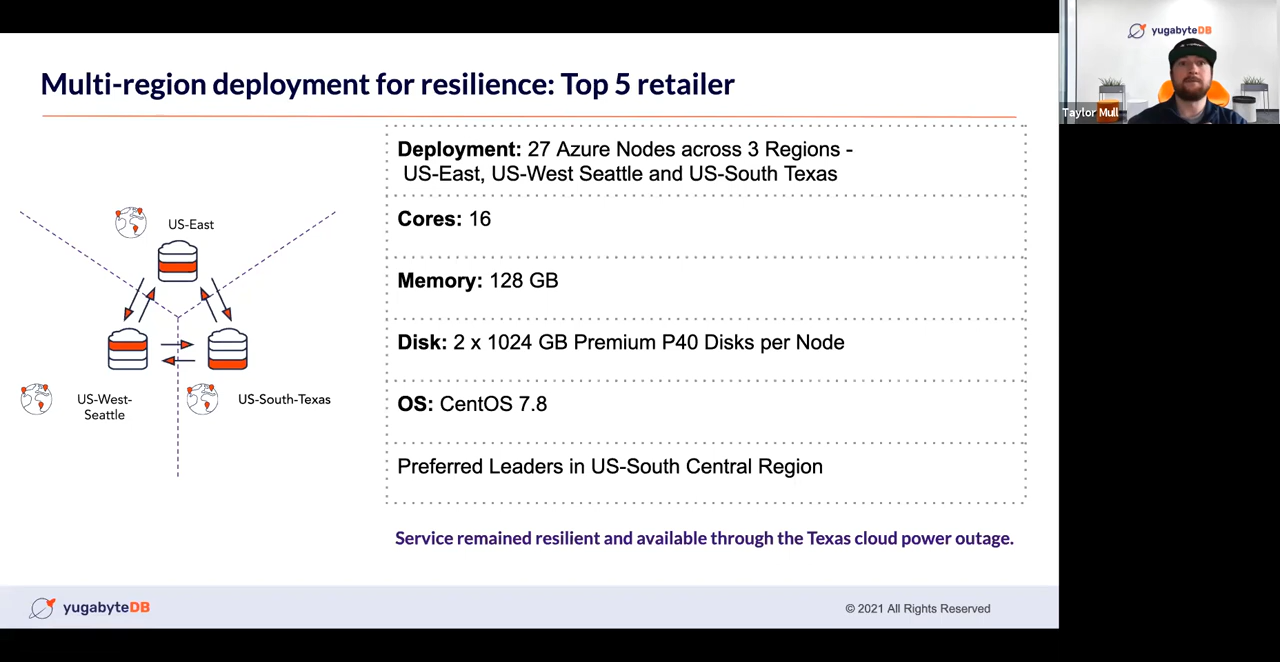 Multi-region deployment for resilience: Top 5 retailer
yugabyteDB
Taylor Mull
US-East
US-West-
Seattle
US-South-Texas
Deployment: 27 Azure Nodes across 3 Regions -
US-East, US-West Seattle and US-South Texas
Cores: 16
Memory: 128 GB
Disk: 2 x 1024 GB Premium P40 Disks per Node
OS: CentOS 7.8
Preferred Leaders in US-South Central Region
Service remained resilient and available through the Texas cloud power outage.
yugabyteDB
© 2021 All Rights Reserved